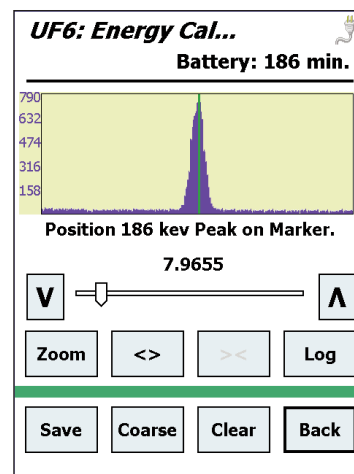 UF6: Energy Cal...
Battery: 186 min.
790
632
474
316
158
Position 186 kev Peak on Marker.
7.9655
V Λ
Zoom <> >< Log
Save Coarse Clear Back